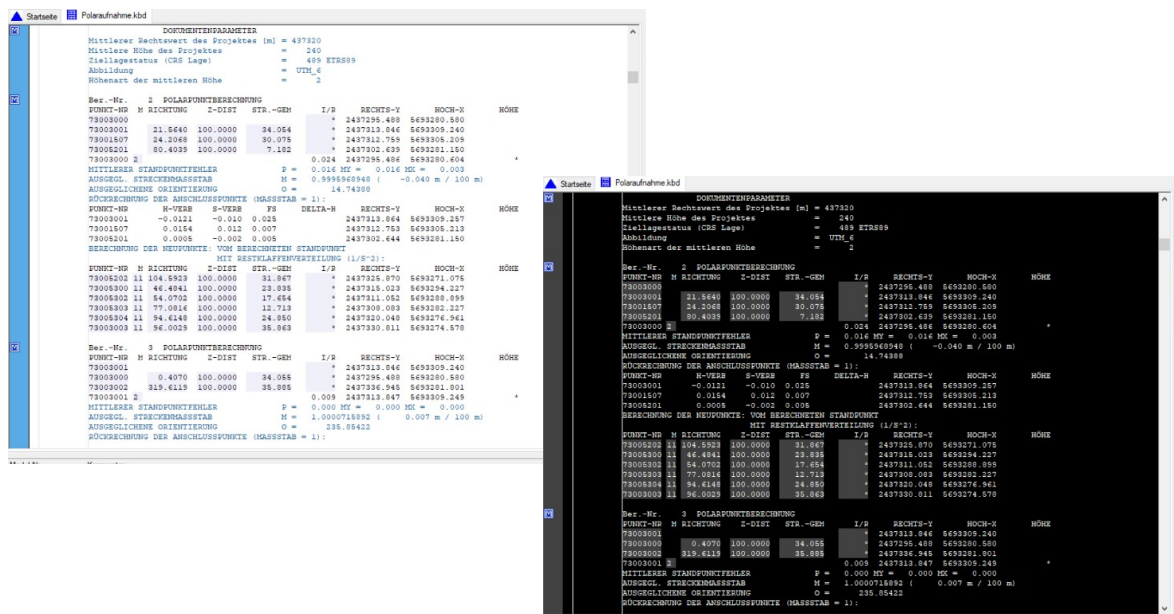 Startseite Polaraufnahme.kbd
DOKUMENTENPARAMETER
Mittlerer Rechtswert des Projektes [m] = 437320
Mittlere Höhe des Projektes = 240
Ziellagestatus (CRS Lage) = 489 ETRS89
Abbildung = UTM_6
Höhenart der mittleren Höhe = 2
Ber.-Nr. 2 POLARPUNKTBERECHNUNG
PUNKT-NR M RICHTUNG Z-DIST STR.-GEM I/R RECHTS-Y HOCH-X HÖHE
73003000 * 2437295.488 5693280.580
73003001 21.5640 100.0000 34.054 * 2437313.846 5693309.240
73001507 24.2068 100.0000 30.075 * 2437312.759 5693305.209
73005201 80.4039 100.0000 7.182 * 2437302.639 5693281.150
73003000 2 0.024 2437295.486 5693280.604 *
MITTLERER STANDPUNKTFEHLER P = 0.016 MY = 0.016 MX = 0.003
AUSGEGL. STRECKENMASSSTAB M = 0.9995968948 ( -0.040 m / 100 m)
AUSGEGLICHENE ORIENTIERUNG O = 14.74388
RÜCKRECHNUNG DER ANSCHLUSSPUNKTE (MASSSTAB = 1):
PUNKT-NR H-VERB S-VERB FS DELTA-H RECHTS-Y HOCH-X HÖHE
73003001 -0.0121 -0.010 0.025 2437313.864 5693309.257
73001507 0.0154 0.012 0.007 2437312.753 5693305.213
73005201 0.0005 -0.002 0.005 2437302.644 5693281.150
BERECHNUNG DER NEUPUNKTE: VOM BERECHNETEN STANDPUNKT
MIT RESTKLAFFENVERTEILUNG (1/S^2):
PUNKT-NR M RICHTUNG Z-DIST STR.-GEM I/R RECHTS-Y HOCH-X HÖHE
73005202 11 104.5923 100.0000 31.867 * 2437325.870 5693271.075
73005300 11 46.4841 100.0000 23.835 * 2437315.023 5693294.227
73005302 11 54.0702 100.0000 17.654 * 2437311.052 5693288.899
73005303 11 77.0816 100.0000 12.713 * 2437308.083 5693282.227
73005304 11 94.6148 100.0000 24.850 * 2437320.048 5693276.961
73003003 11 96.0029 100.0000 35.863 * 2437330.811 5693274.578
Ber.-Nr. 3 POLARPUNKTBERECHNUNG
PUNKT-NR M RICHTUNG Z-DIST STR.-GEM I/R RECHTS-Y HOCH-X HÖHE
73003001 * 2437313.846 5693309.240
73003000 0.4070 100.0000 34.055 * 2437295.488 5693280.580
73003002 319.6119 100.0000 35.885 * 2437336.945 5693281.801
73003001 2 0.009 2437313.847 5693309.249 *
MITTLERER STANDPUNKTFEHLER P = 0.000 MY = 0.000 MX = 0.000
AUSGEGL. STRECKENMASSSTAB M = 1.0000715892 ( 0.007 m / 100 m)
AUSGEGLICHENE ORIENTIERUNG O = 235.85422
RÜCKRECHNUNG DER ANSCHLUSSPUNKTE (MASSSTAB = 1):
Startseite Polaraufnahme.kbd
DOKUMENTENPARAMETER
Mittlerer Rechtswert des Projektes [m] = 437320
Mittlere Höhe des Projektes = 240
Ziellagestatus (CRS Lage) = 489 ETRS89
Abbildung = UTM_6
Höhenart der mittleren Höhe = 2
Ber.-Nr. 2 POLARPUNKTBERECHNUNG
PUNKT-NR M RICHTUNG Z-DIST STR.-GEM I/R RECHTS-Y HOCH-X HÖHE
73003000 * 2437295.488 5693280.580
73003001 21.5640 100.0000 34.054 * 2437313.846 5693309.240
73001507 24.2068 100.0000 30.075 * 2437312.759 5693305.209
73005201 80.4039 100.0000 7.182 * 2437302.639 5693281.150
73003000 2 0.024 2437295.486 5693280.604 *
MITTLERER STANDPUNKTFEHLER P = 0.016 MY = 0.016 MX = 0.003
AUSGEGL. STRECKENMASSSTAB M = 0.9995968948 ( -0.040 m / 100 m)
AUSGEGLICHENE ORIENTIERUNG O = 14.74388
RÜCKRECHNUNG DER ANSCHLUSSPUNKTE (MASSSTAB = 1):
PUNKT-NR H-VERB S-VERB FS DELTA-H RECHTS-Y HOCH-X HÖHE
73003001 -0.0121 -0.010 0.025 2437313.864 5693309.257
73001507 0.0154 0.012 0.007 2437312.753 5693305.213
73005201 0.0005 -0.002 0.005 2437302.644 5693281.150
BERECHNUNG DER NEUPUNKTE: VOM BERECHNETEN STANDPUNKT
MIT RESTKLAFFENVERTEILUNG (1/S^2):
PUNKT-NR M RICHTUNG Z-DIST STR.-GEM I/R RECHTS-Y HOCH-X HÖHE
73005202 11 104.5923 100.0000 31.867 * 2437325.870 5693271.075
73005300 11 46.4841 100.0000 23.835 * 2437315.023 5693294.227
73005302 11 54.0702 100.0000 17.654 * 2437311.052 5693288.899
73005303 11 77.0816 100.0000 12.713 * 2437308.083 5693282.227
73005304 11 94.6148 100.0000 24.850 * 2437320.048 5693276.961
73003003 11 96.0029 100.0000 35.863 * 2437330.811 5693274.578
Ber.-Nr. 3 POLARPUNKTBERECHNUNG
PUNKT-NR M RICHTUNG Z-DIST STR.-GEM I/R RECHTS-Y HOCH-X HÖHE
73003001 * 2437313.846 5693309.240
73003000 0.4070 100.0000 34.055 * 2437295.488 5693280.580
73003002 319.6119 100.0000 35.885 * 2437336.945 5693281.801
73003001 2 0.009 2437313.847 5693309.249 *
MITTLERER STANDPUNKTFEHLER P = 0.000 MY = 0.000 MX = 0.000
AUSGEGL. STRECKENMASSSTAB M = 1.0000715892 ( 0.007 m / 100 m)
AUSGEGLICHENE ORIENTIERUNG O = 235.85422
RÜCKRECHNUNG DER ANSCHLUSSPUNKTE (MASSSTAB = 1):